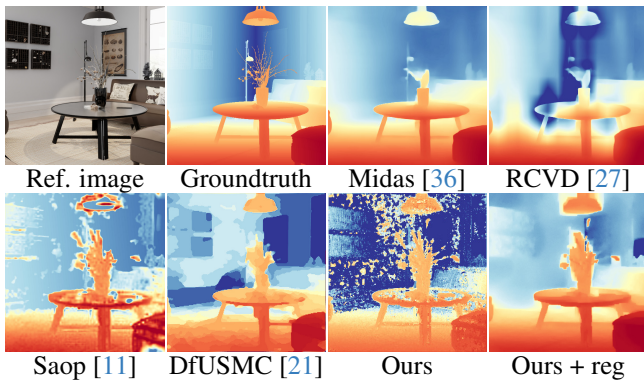 Ref. image Groundtruth Midas [36] RCVD [27]
Saop [11] DfUSMC [21] Ours Ours + reg